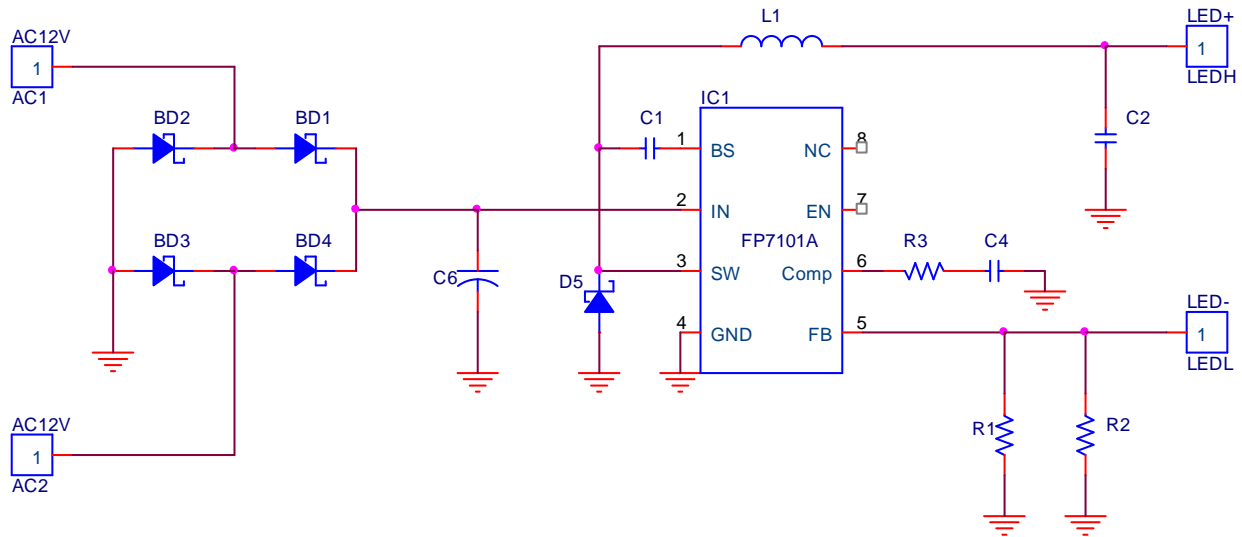 L1
LED+
1
LEDH
AC12V
1
AC1
BD2
BD1
C1
IC1
C2
1
BS
NC
8
2
IN
EN
7
FP7101A
BD3
BD4
C6
D5
3
SW
Comp
6
R3
C4
4
GND
FB
5
LED-
1
LEDL
AC12V
1
AC2
R1
R2